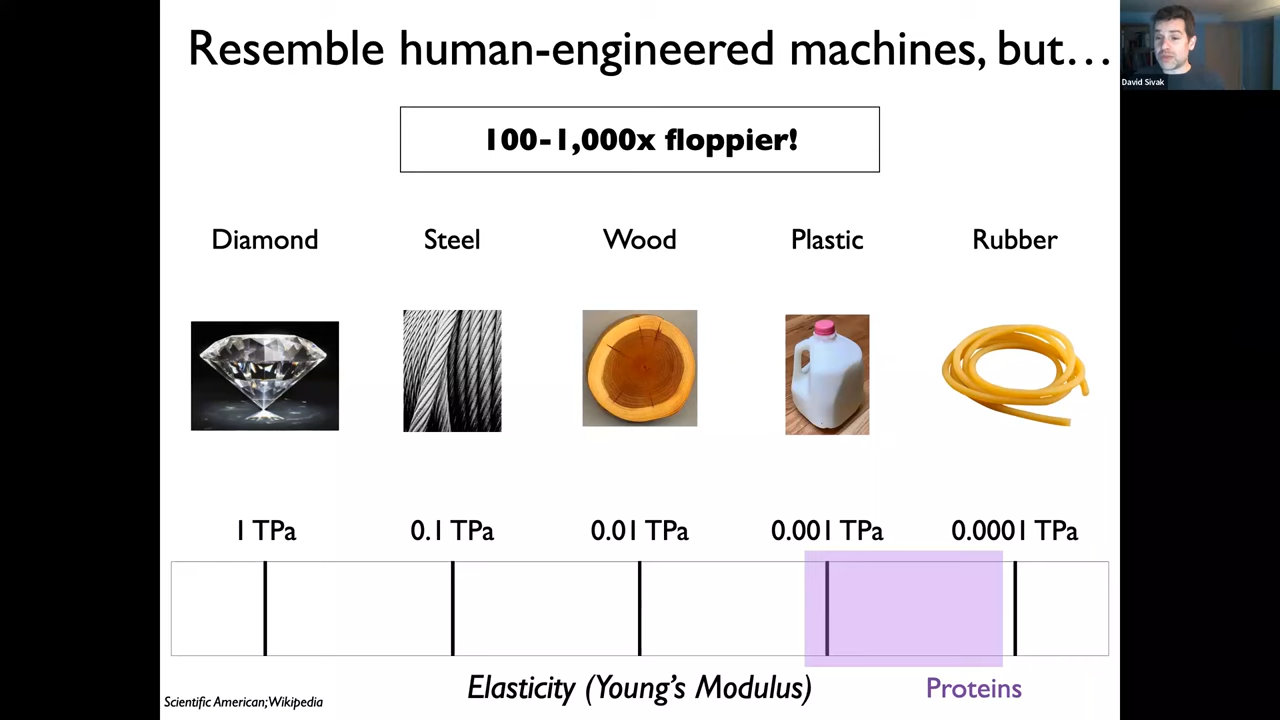 Resemble human-engineered machines, but…
David Sivak
100-1,000x floppier!
Diamond Steel Wood Plastic Rubber
1 TPa 0.1 TPa 0.01 TPa 0.001 TPa 0.0001 TPa
Elasticity (Young's Modulus)
Proteins
Scientific American; Wikipedia